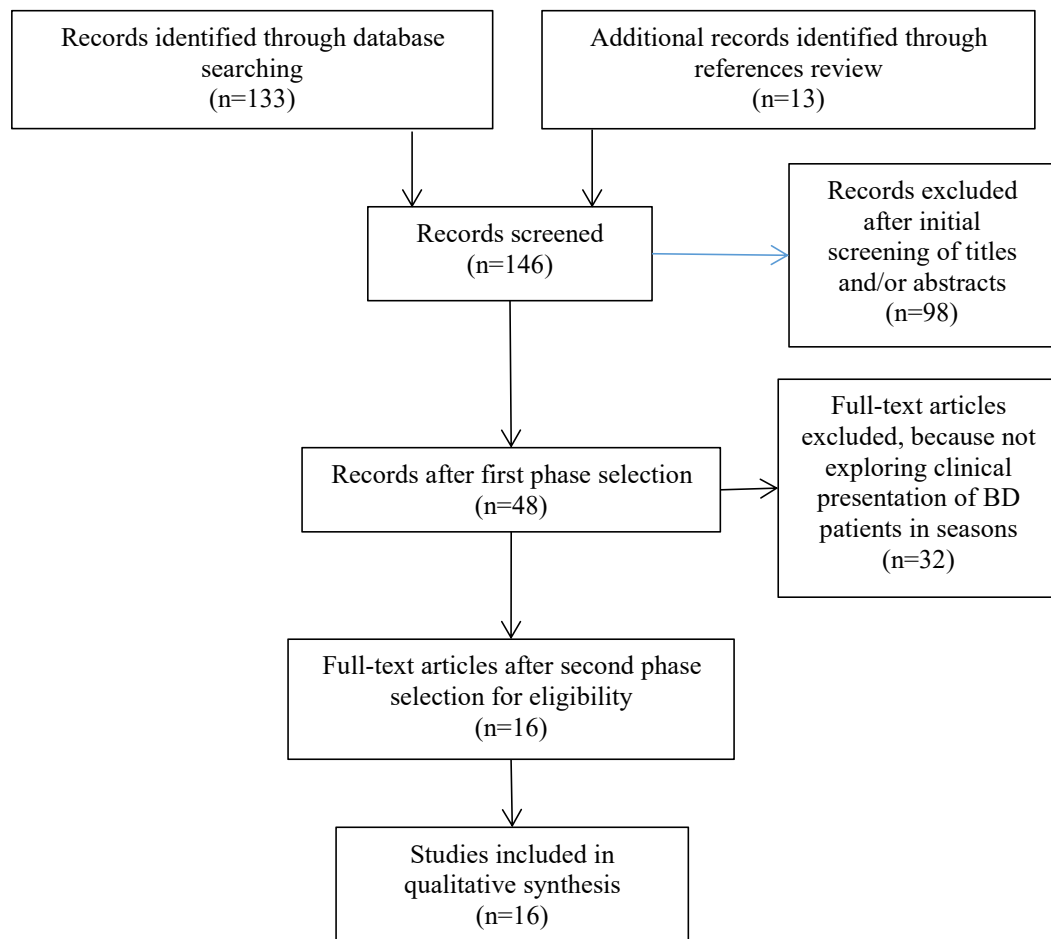 Records identified through database
searching
(n=133)
Additional records identified through
references review
(n=13)
Records screened
(n=146)
Records excluded
after initial
screening of titles
and/or abstracts
(n=98)
Records after first phase selection
(n=48)
Full-text articles
excluded, because not
exploring clinical
presentation of BD
patients in seasons
(n=32)
Full-text articles after second phase
selection for eligibility
(n=16)
Studies included in
qualitative synthesis
(n=16)